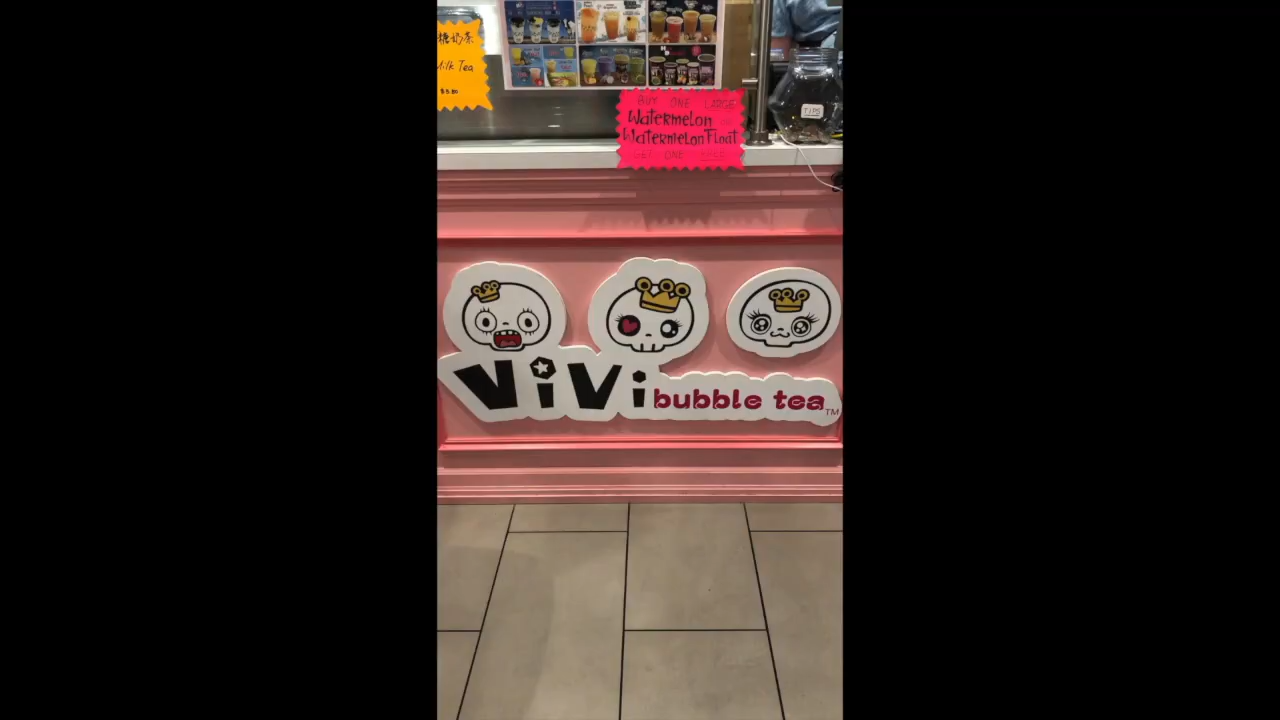 糖奶茶
Milk Tea
TIPS
BUY ONE LARGE
Watermelon or
Watermelon Float
GET ONE FREE
ViVi bubble tea TM